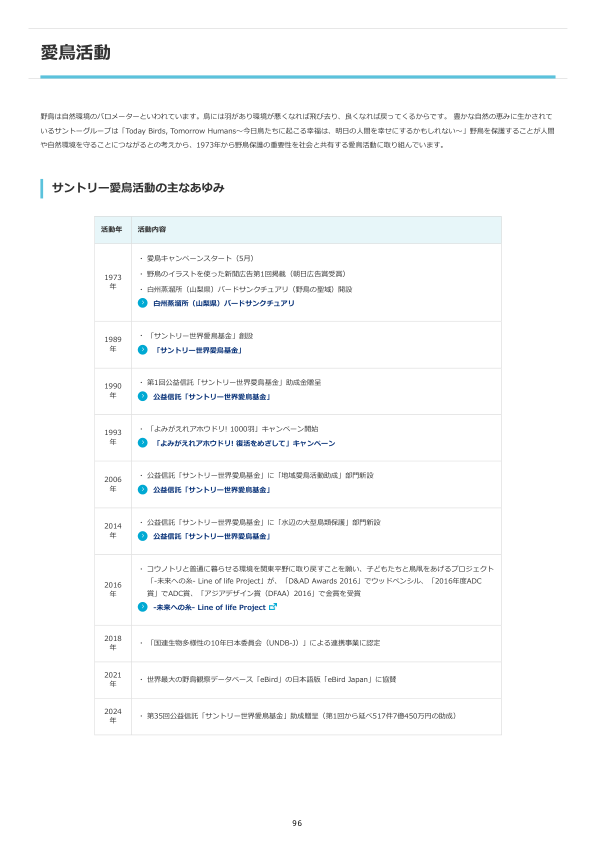 愛鳥活動
野鳥は自然環境のバロメーターといわれています。鳥には羽があり環境が悪くなれば飛び去り、良くなれば戻ってくるからです。 豊かな自然の恵みに生かされて
いるサントーグループは「Today Birds, Tomorrow Humans～今日鳥たちに起こる幸福は、明日の人間を幸せにするかもしれない～」野鳥を保護することが人間
や自然環境を守ることにつながるとの考えから、1973年から野鳥保護の重要性を社会と共有する愛鳥活動に取り組んでいます。
サントリー愛鳥活動の主なあゆみ
活動年 活動内容
1973年
・ 愛鳥キャンペーンスタート（5月）
・ 野鳥のイラストを使った新聞広告第1回掲載（朝日広告賞受賞）
・ 白州蒸溜所（山梨県）バードサンクチュアリ（野鳥の聖域）開設
白州蒸溜所（山梨県）バードサンクチュアリ
1989年
・ 「サントリー世界愛鳥基金」創設
「サントリー世界愛鳥基金」
1990年
・ 第1回公益信託「サントリー世界愛鳥基金」助成金贈呈
公益信託「サントリー世界愛鳥基金」
1993年
・ 「よみがえれアホウドリ! 1000羽」キャンペーン開始
「よみがえれアホウドリ! 復活をめざして」キャンペーン
2006年
・ 公益信託「サントリー世界愛鳥基金」に「地域愛鳥活動助成」部門新設
公益信託「サントリー世界愛鳥基金」
2014年
・ 公益信託「サントリー世界愛鳥基金」に「水辺の大型鳥類保護」部門新設
公益信託「サントリー世界愛鳥基金」
2016年
・ コウノトリと普通に暮らせる環境を関東平野に取り戻すことを願い、子どもたちと鳥凧をあげるプロジェクト
「-未来への糸- Line of life Project」が、「D&AD Awards 2016」でウッドペンシル、「2016年度ADC
賞」でADC賞、「アジアデザイン賞（DFAA）2016」で金賞を受賞
-未来への糸- Line of life Project
2018年
・ 「国連生物多様性の10年日本委員会（UNDB-J）」による連携事業に認定
2021年
・ 世界最大の野鳥観察データベース「eBird」の日本語版「eBird Japan」に協賛
2024年
・ 第35回公益信託「サントリー世界愛鳥基金」助成贈呈（第1回から延べ517件7億450万円の助成）
96